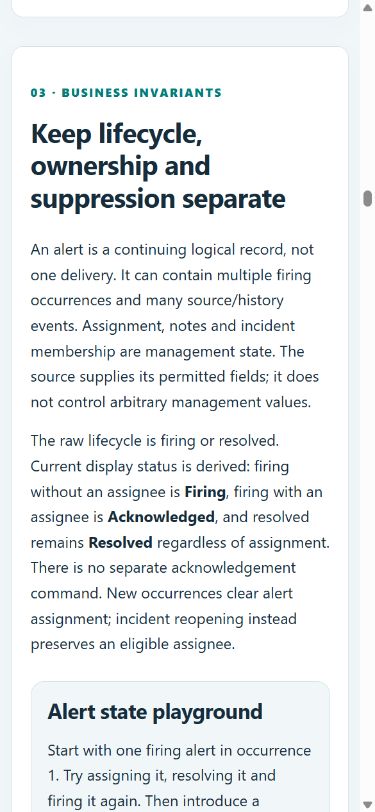 03 · BUSINESS INVARIANTS
Keep lifecycle,
ownership and
suppression separate
An alert is a continuing logical record, not
one delivery. It can contain multiple firing
occurrences and many source/history
events. Assignment, notes and incident
membership are management state. The
source supplies its permitted fields; it does
not control arbitrary management values.
The raw lifecycle is firing or resolved.
Current display status is derived: firing
without an assignee is Firing, firing with an
assignee is Acknowledged, and resolved
remains Resolved regardless of assignment.
There is no separate acknowledgement
command. New occurrences clear alert
assignment; incident reopening instead
preserves an eligible assignee.
Alert state playground
Start with one firing alert in occurrence
1. Try assigning it, resolving it and
firing it again. Then introduce a